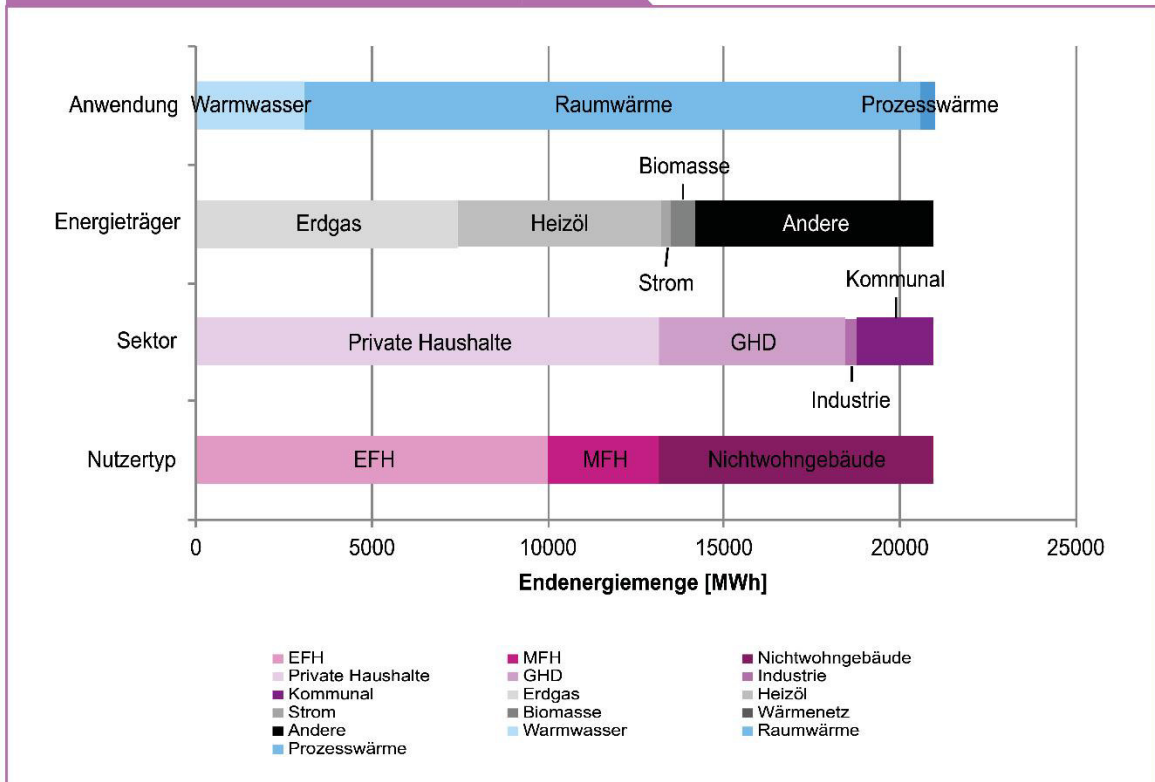 Anwendung Warmwasser Raumwärme Prozesswärme
Biomasse
Energieträger Erdgas Heizöl Andere
Strom Kommunal
Sektor Private Haushalte GHD
Industrie
Nutzertyp EFH MFH Nichtwohngebäude
0 5000 10000 15000 20000 25000
Endenergiemenge [MWh]
EFH MFH Nichtwohngebäude
Private Haushalte GHD Industrie
Kommunal Erdgas Heizöl
Strom Biomasse Wärmenetz
Andere Warmwasser Raumwärme
Prozesswärme